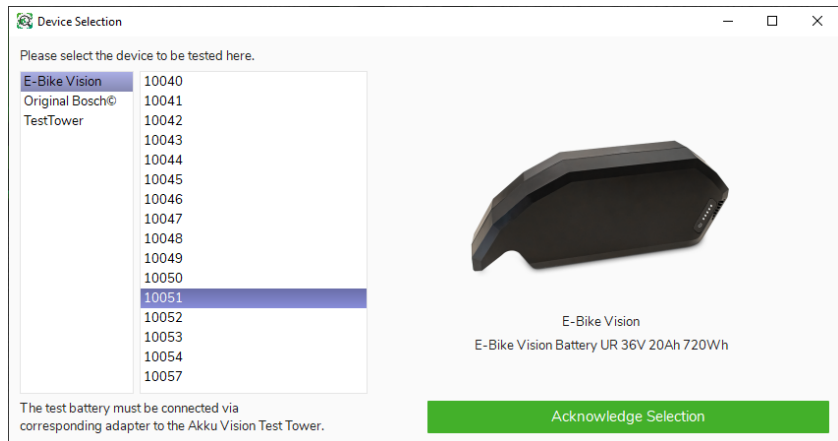 Device Selection
Please select the device to be tested here.
E-Bike Vision
Original Bosch©
TestTower
10040
10041
10042
10043
10044
10045
10046
10047
10048
10049
10050
10051
10052
10053
10054
10057
E-Bike Vision
E-Bike Vision Battery UR 36V 20Ah 720Wh
The test battery must be connected via
corresponding adapter to the Akku Vision Test Tower.
Acknowledge Selection